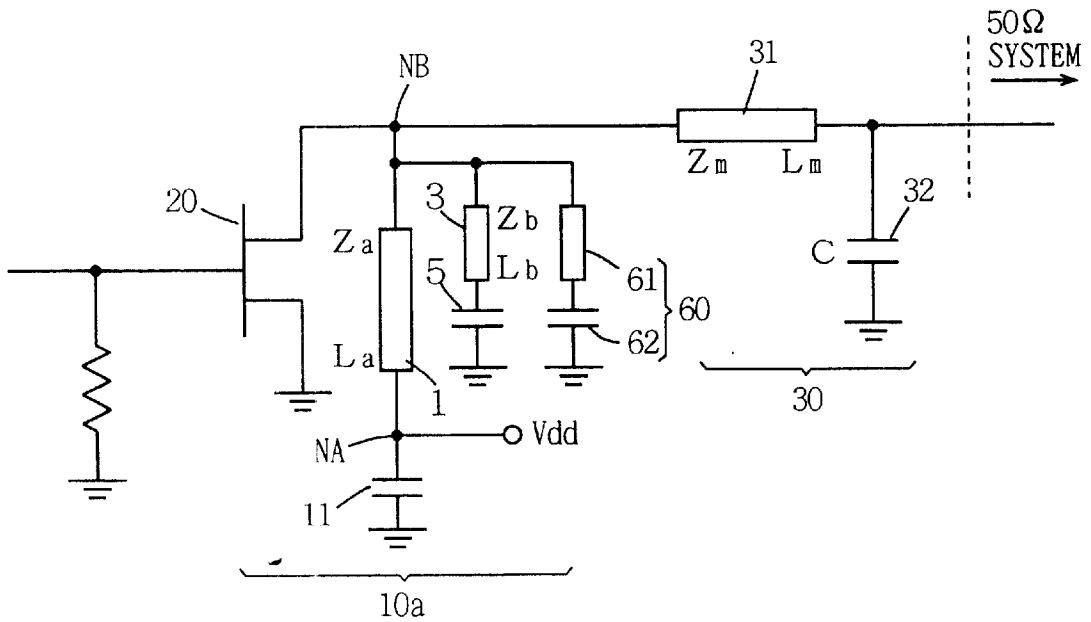 50Ω
SYSTEM
31
NB
Zm Lm
20
3
Zb
32
Za
Lb
61
C
5
60
62
La
1
30
NA
Vdd
11
10a